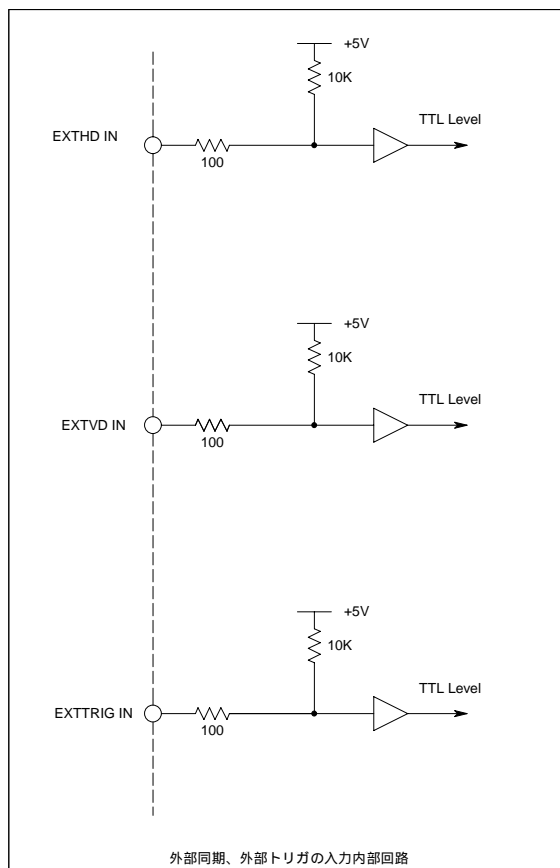 +5V
10K
TTL Level
EXTHD IN
100
+5V
10K
TTL Level
EXTVD IN
100
+5V
10K
TTL Level
EXTTRIG IN
100
外部同期、外部トリガの入力内部回路